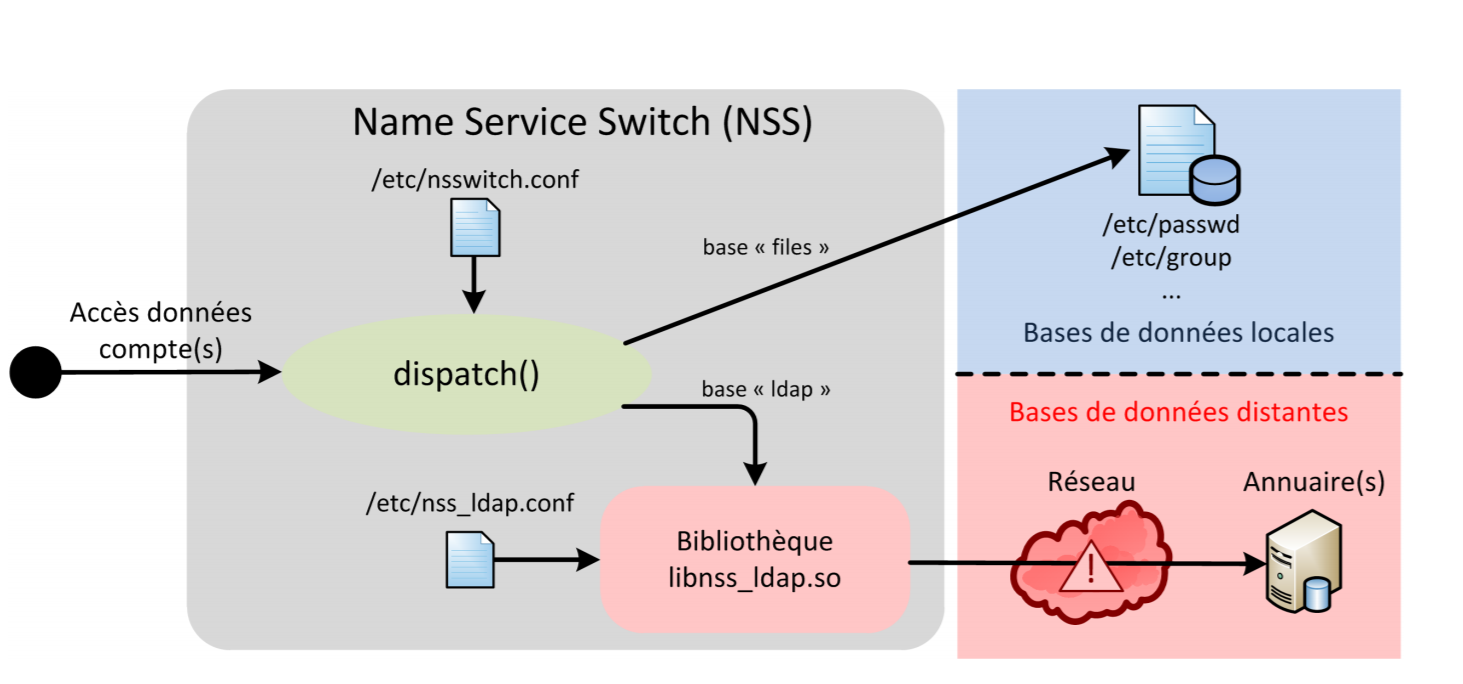 Name Service Switch (NSS)
/etc/nsswitch.conf
base « files »
/etc/passwd
/etc/group
...
Bases de données locales
Accès données
compte(s)
dispatch()
base « ldap »
Bases de données distantes
/etc/nss_ldap.conf
Bibliothèque
libnss_ldap.so
Réseau
!
Annuaire(s)